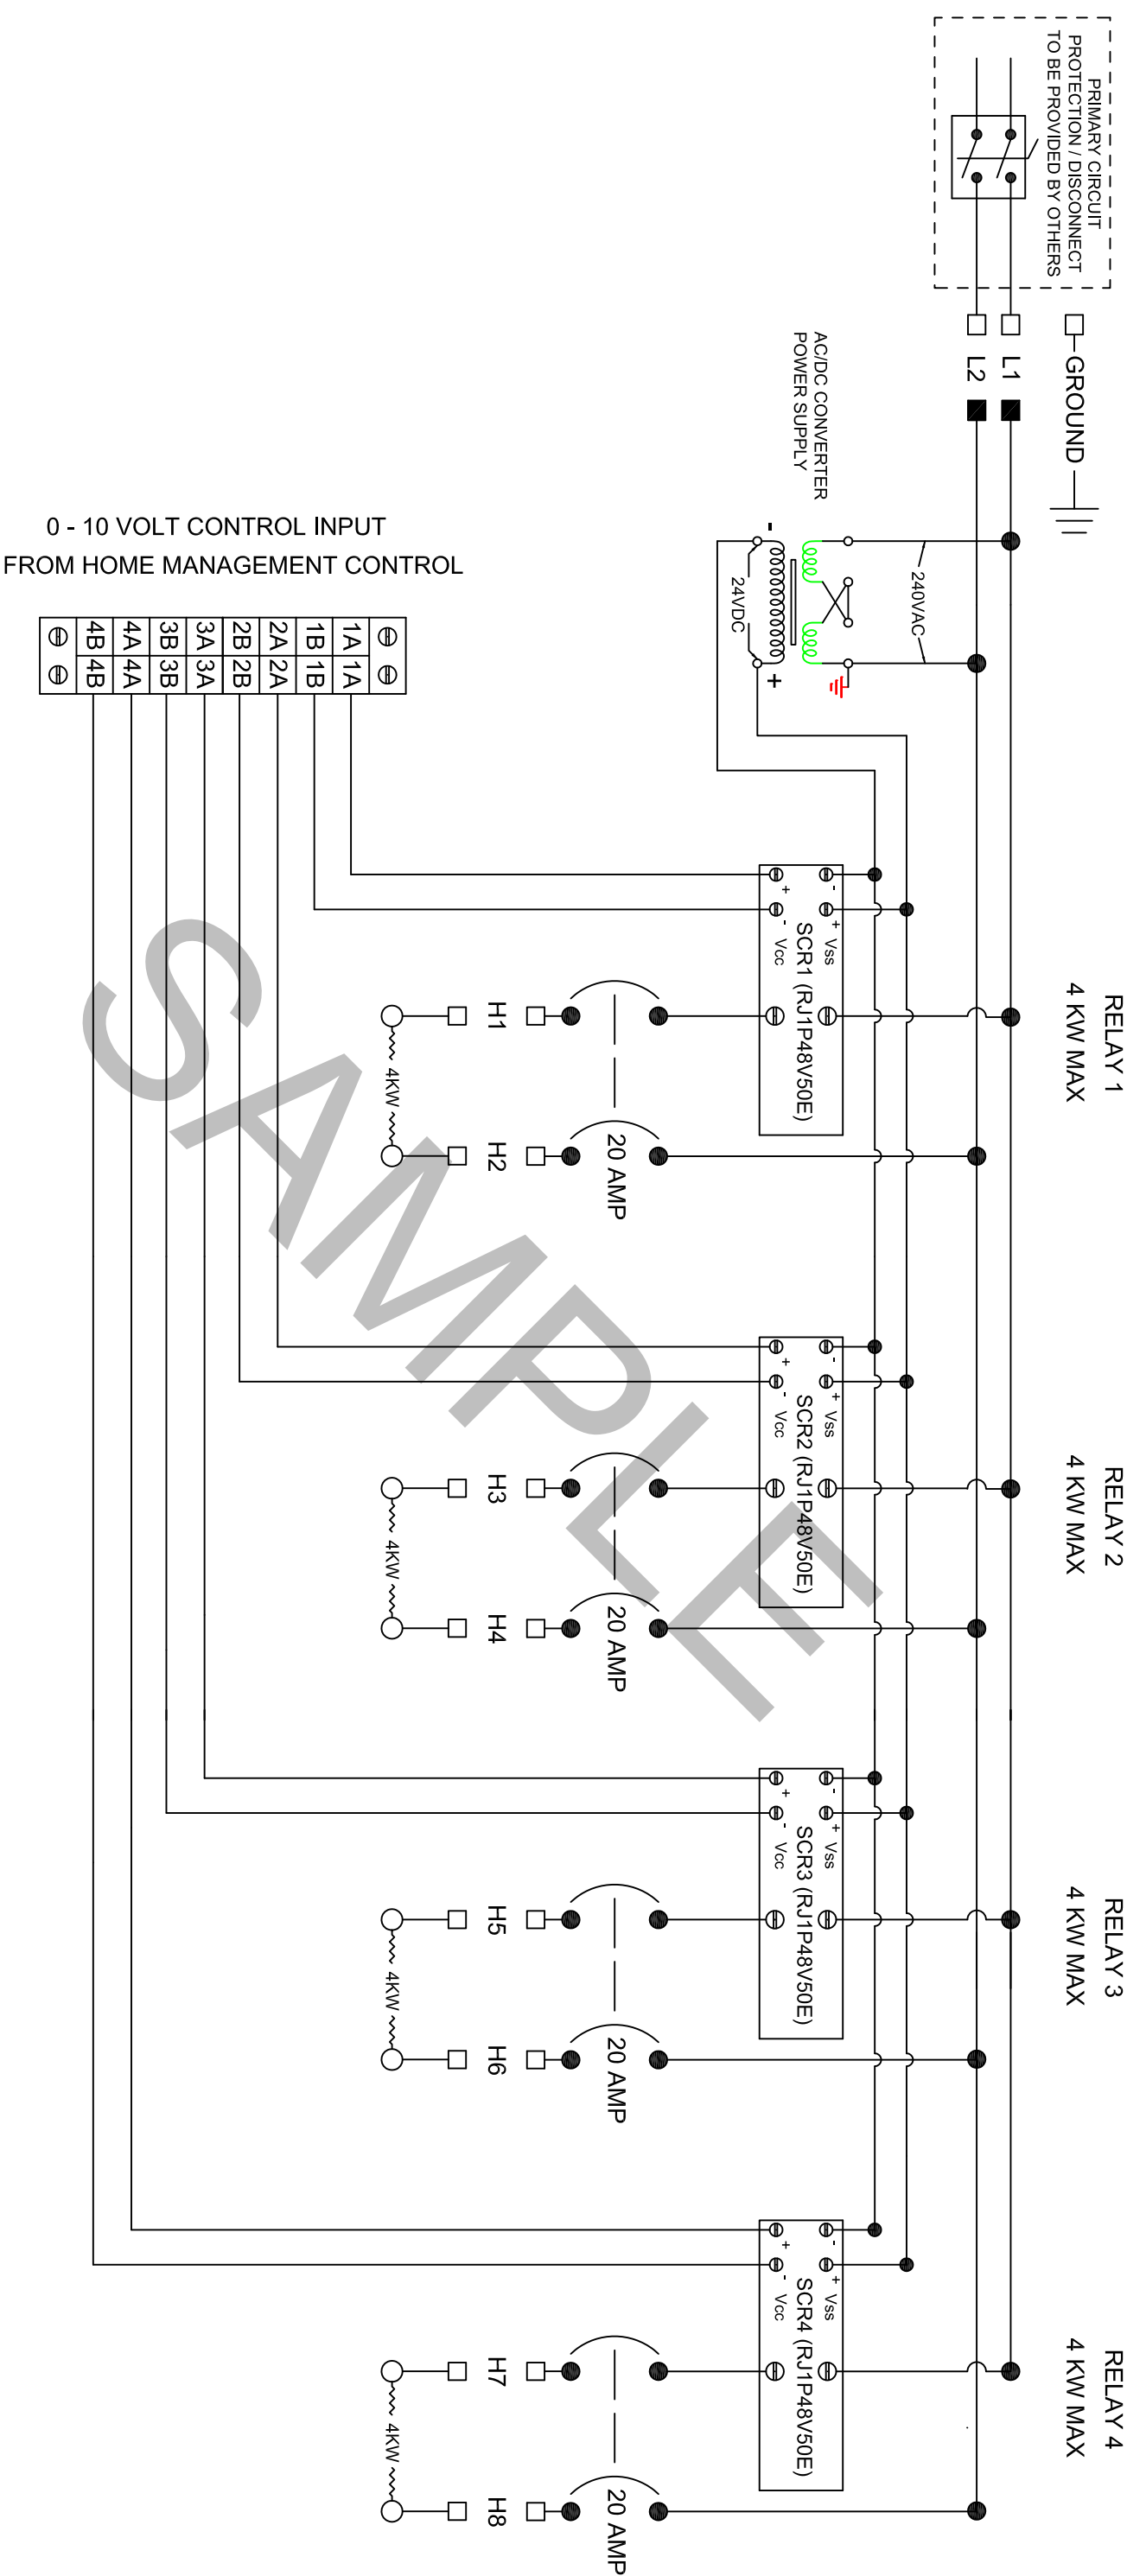 PRIMARY CIRCUIT
PROTECTION / DISCONNECT
TO BE PROVIDED BY OTHERS
GROUND
L1
L2
AC/DC CONVERTER
POWER SUPPLY
240VAC
24VDC
-
+
RELAY 1
4 KW MAX
RELAY 2
4 KW MAX
RELAY 3
4 KW MAX
RELAY 4
4 KW MAX
- + Vss
SCR1 (RJ1P48V50E)
+ - Vcc
- + Vss
SCR2 (RJ1P48V50E)
+ - Vcc
- + Vss
SCR3 (RJ1P48V50E)
+ - Vcc
- + Vss
SCR4 (RJ1P48V50E)
+ - Vcc
20 AMP
20 AMP
20 AMP
20 AMP
H1
H2
H3
H4
H5
H6
H7
H8
4KW
4KW
4KW
4KW
0 - 10 VOLT CONTROL INPUT
FROM HOME MANAGEMENT CONTROL
1A 1A
1B 1B
2A 2A
2B 2B
3A 3A
3B 3B
4A 4A
4B 4B
SAMPLE